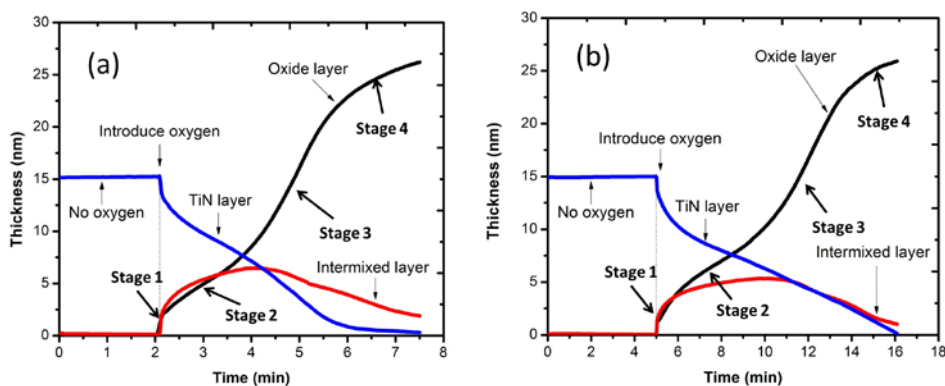 (a)
Thickness (nm)
30
25
20
15
10
5
0
Oxide layer
Stage 4
Introduce oxygen
No oxygen
TiN layer
Stage 3
Intermixed layer
Stage 1
Stage 2
0 1 2 3 4 5 6 7 8
Time (min)
(b)
Thickness (nm)
30
25
20
15
10
5
0
Oxide layer
Stage 4
Introduce oxygen
No oxygen
TiN layer
Stage 3
Intermixed layer
Stage 1
Stage 2
0 2 4 6 8 10 12 14 16 18
Time (min)